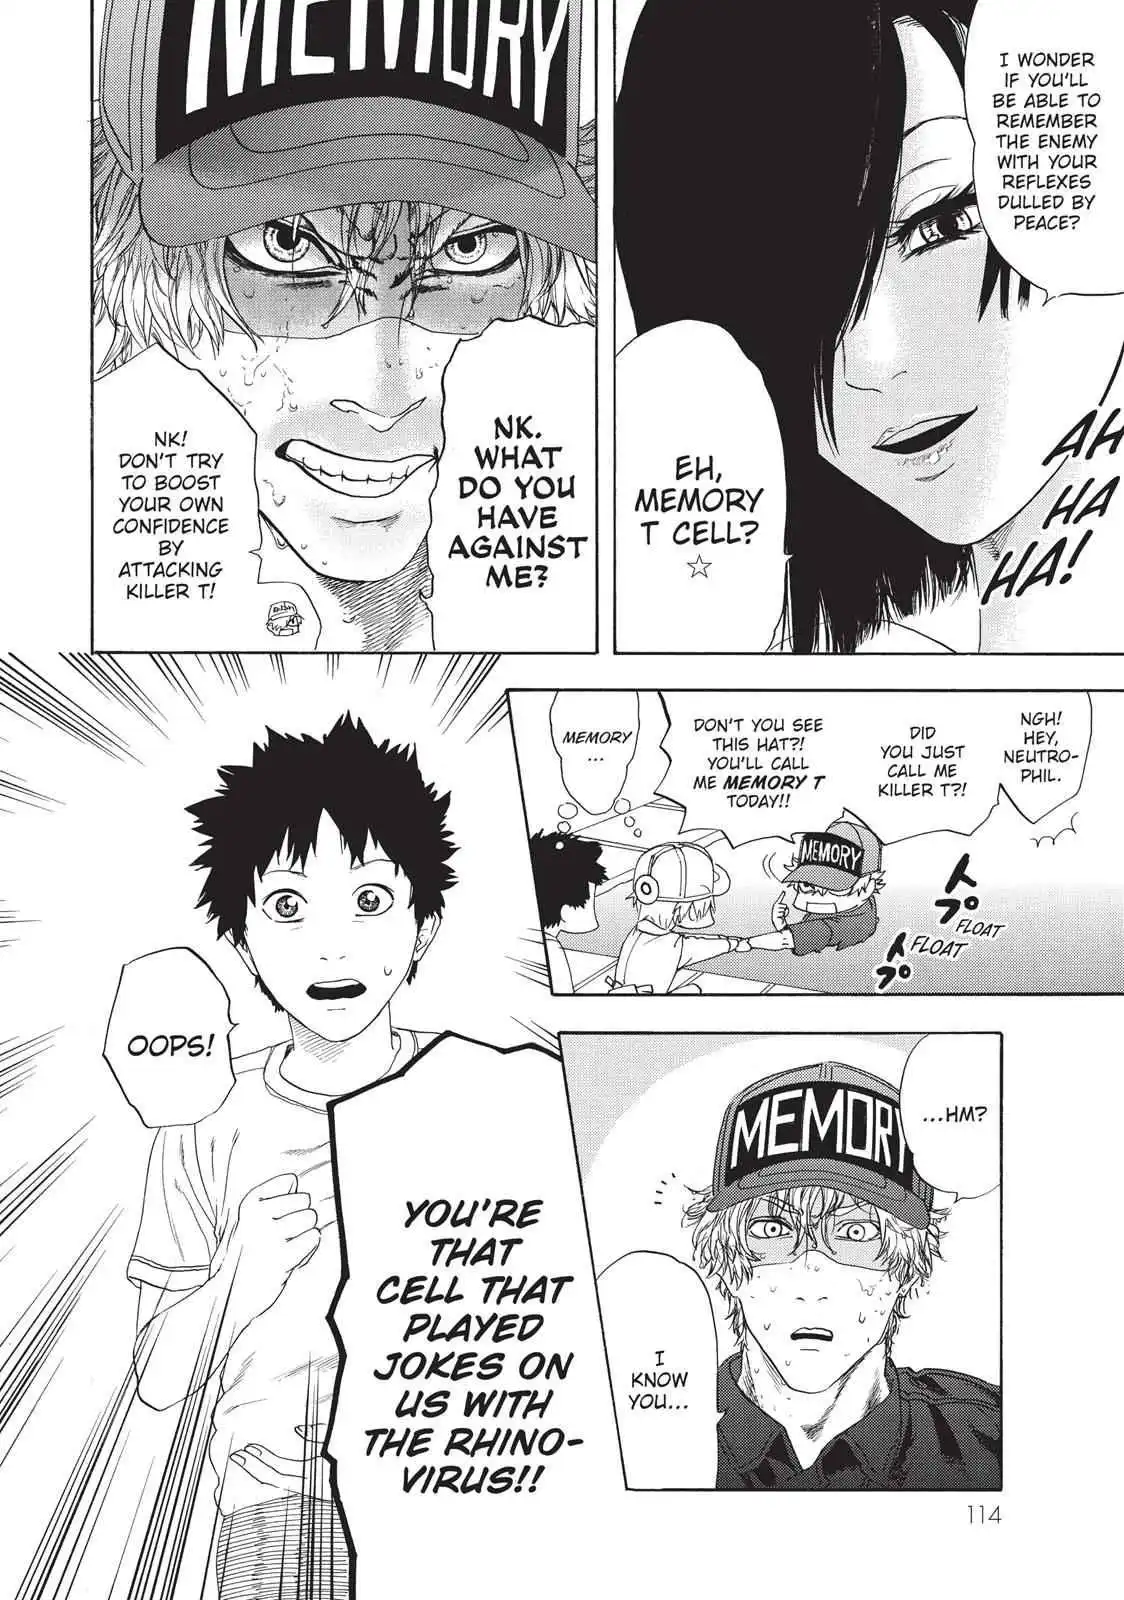 I WONDER
IF YOU'LL
BE ABLE TO
REMEMBER
THE ENEMY
WITH YOUR
REFLEXES
DULLED BY
PEACE?
AH
HA
HA!
EH,
MEMORY
T CELL?
☆
MEMORY
NK.
WHAT
DO YOU
HAVE
AGAINST
ME?
NK!
DON'T TRY
TO BOOST
YOUR OWN
CONFIDENCE
BY
ATTACKING
KILLER T!
NGH!
HEY,
NEUTRO-
PHIL.
DID
YOU JUST
CALL ME
KILLER T?!
DON'T YOU SEE
THIS HAT?!
YOU'LL CALL
ME MEMORY T
TODAY!!
MEMORY
...
MEMORY
プ
FLOAT
プ
FLOAT
...HM?
MEMORY
I
KNOW
YOU...
YOU'RE
THAT
CELL THAT
PLAYED
JOKES ON
US WITH
THE RHINO-
VIRUS!!
OOPS!
114